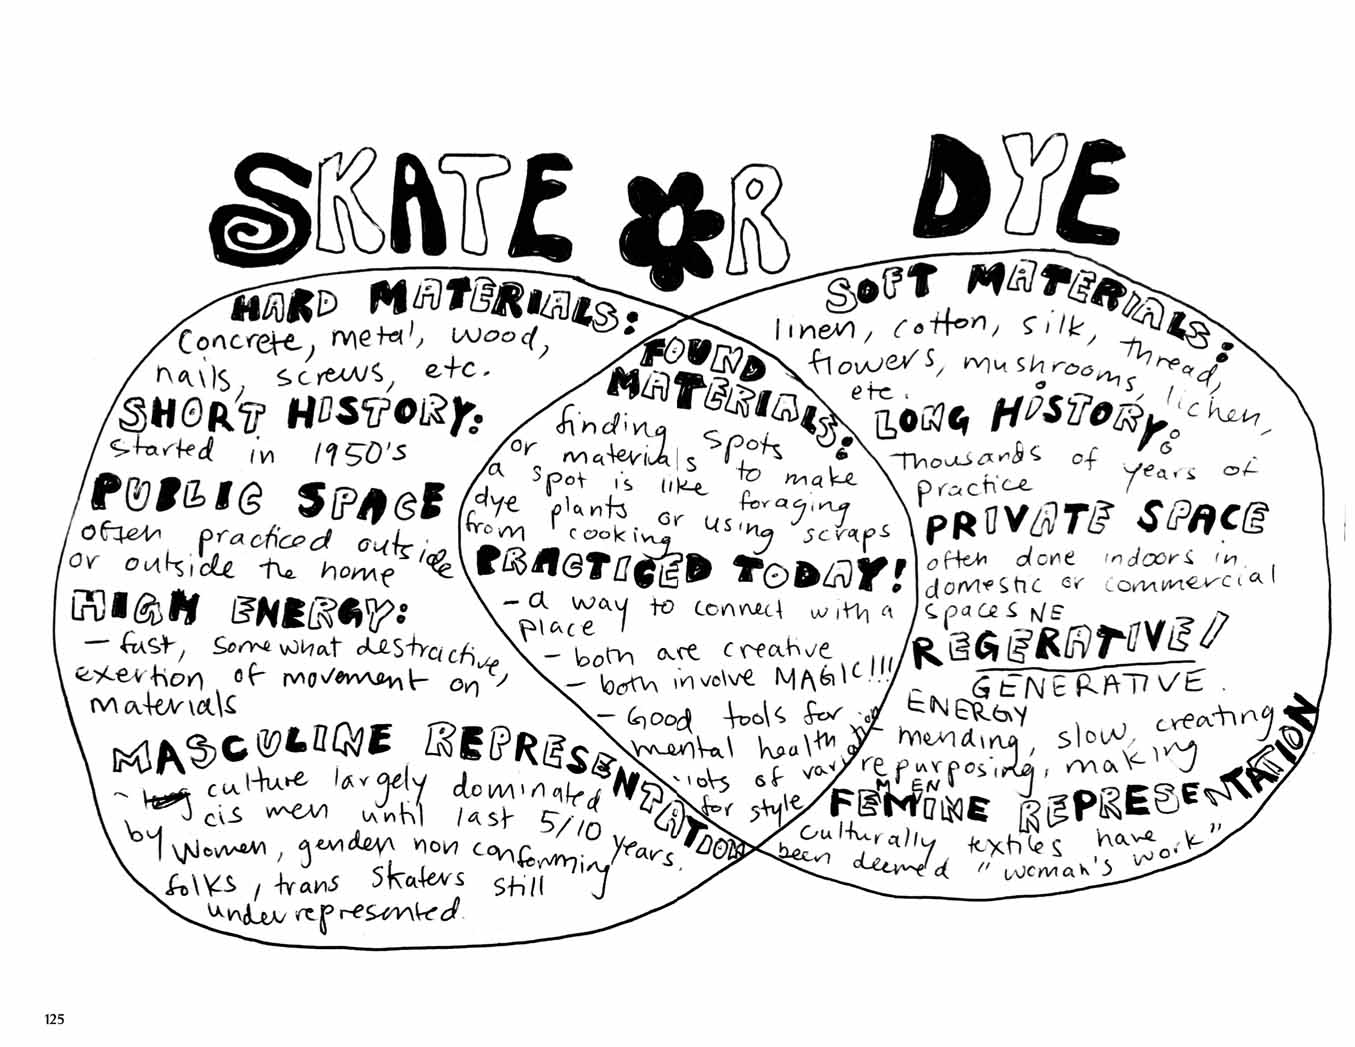 SKATE OR DYE
HARD MATERIALS:
Concrete, metal, wood,
nails, screws, etc.
SHORT HISTORY:
started in 1950's
PUBLIC SPACE
often practiced outside
or outside the home
HIGH ENERGY:
- fast, somewhat destractive,
exertion of movement on
materials
MASCULINE REPRESENTATION
- culture largely dominated
by cis men until last 5/10 years.
Women, gender non conforming
folks, trans skaters still
underrepresented.
FOUND
MATERIALS:
finding spots
or materials to make
a spot is like foraging
dye plants or using scraps
from cooking
PRACTICED TODAY!
- a way to connect with a
place
- both are creative
- both involve MAGIC!!!
- Good tools for
mental health
- lots of variation
for style
SOFT MATERIALS:
linen, cotton, silk, thread,
flowers, mushrooms, lichen,
etc.
LONG HISTORY:
Thousands of years of
practice
PRIVATE SPACE
often done indoors in
domestic or commercial
spaces
NE
REGERATIVE/
GENERATIVE
ENERGY
- mending, slow, creating
repurposing, making
MEN
FEMINE REPRESENTATION
culturally textiles have
been deemed "woman's work"
125